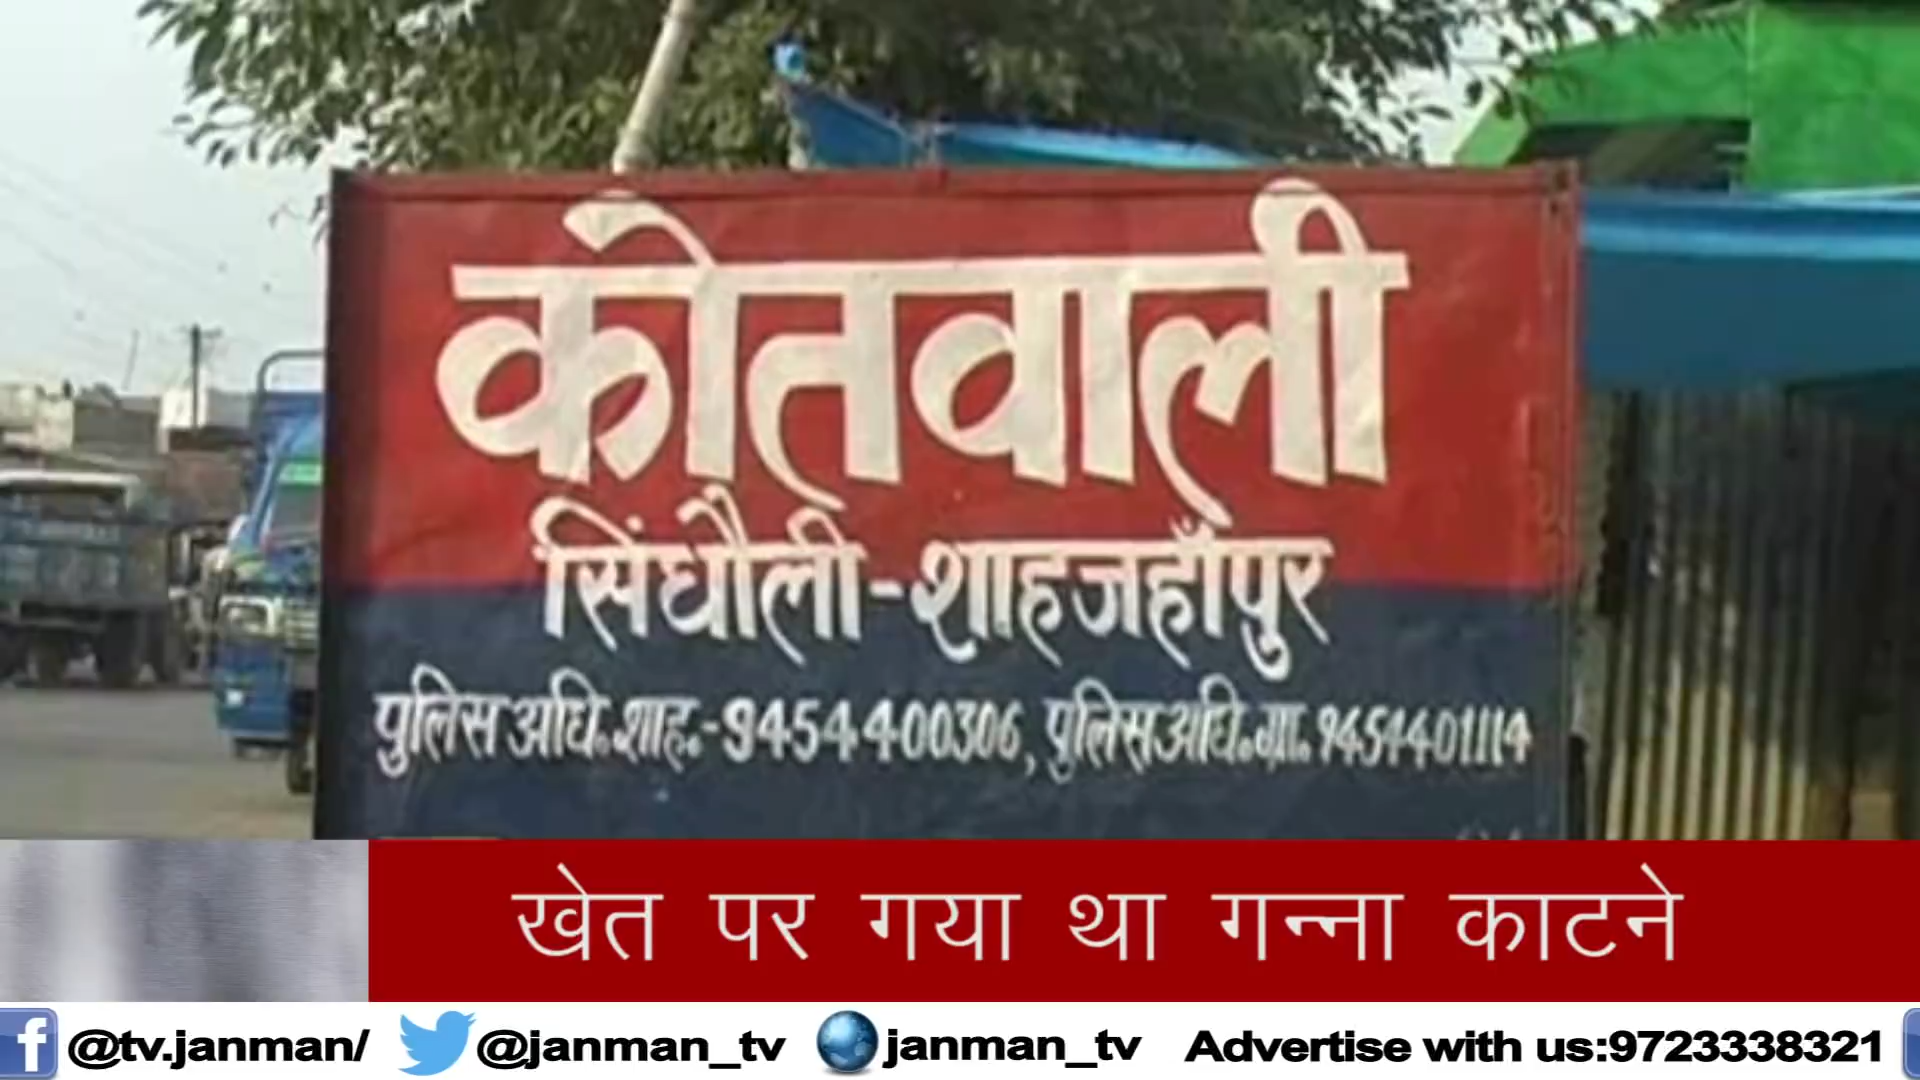 कोतवाली
सिंधौली-शाहजहाँपुर
पुलिस अधि.शाह.-9454400306, पुलिस अधि.ग्रा. 9454401114
खेत पर गया था गन्ना काटने
@tv.janman/ @janman_tv janman_tv Advertise with us:9723338321